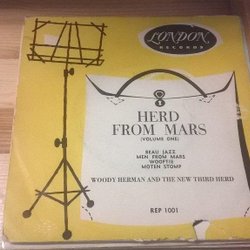 LONDON
RECORDS
HERD
FROM MARS
(VOLUME ONE)
BEAU JAZZ
MEN FROM MARS
WOOFTIE
MOTEN STOMP
WOODY HERMAN AND THE NEW THIRD HERD
REP 1001